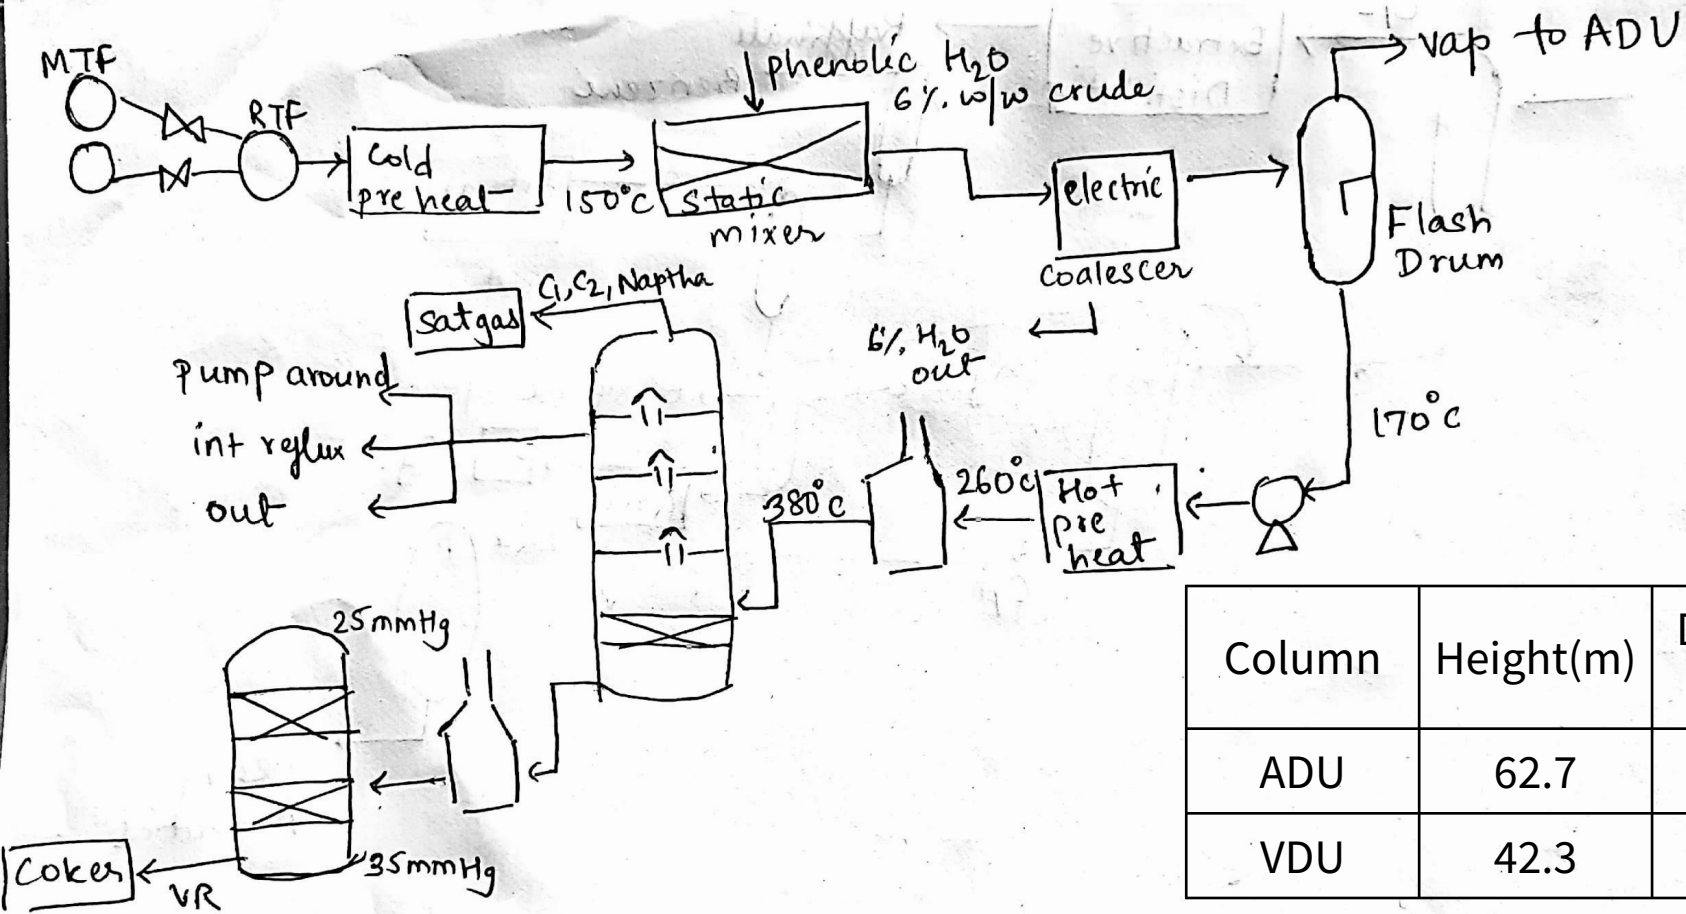 MTF
RTF
Cold
pre heat
150°C
phenolic H₂O
6%. w/w crude
static
mixer
electric
coalescer
6%. H₂O
out
vap to ADU
Flash
Drum
170°C
Hot
pre
heat
260°C
380°C
C₁, C₂, Naptha
Satgas
pump around
int reflux
out
25mmHg
35mmHg
VR
Coker
Column Height(m)
ADU 62.7
VDU 42.3